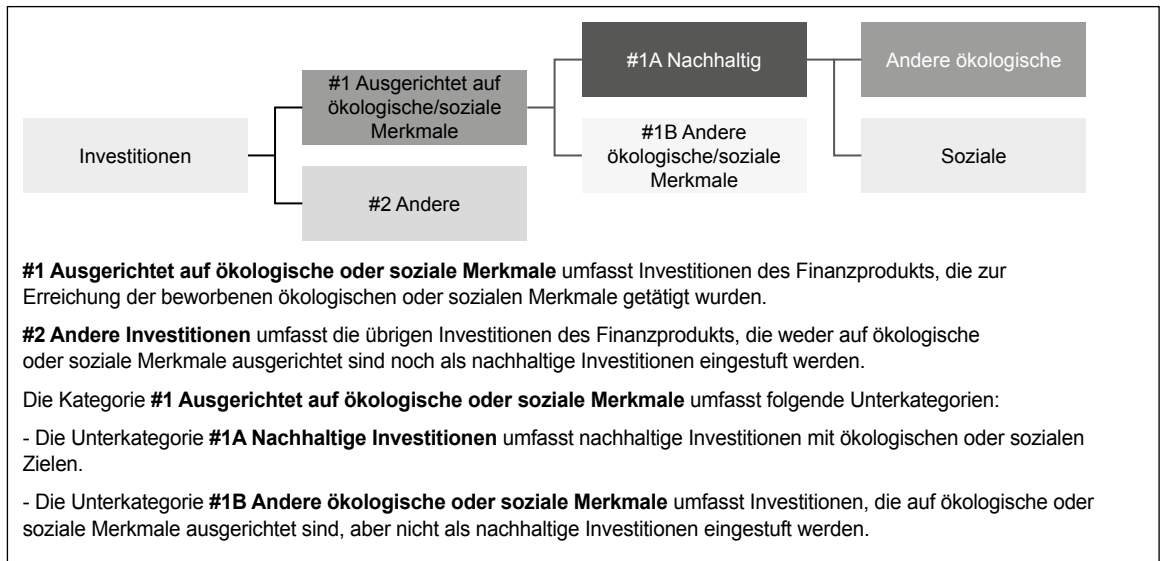 Investitionen
#1 Ausgerichtet auf
ökologische/soziale
Merkmale
#2 Andere
#1A Nachhaltig
#1B Andere
ökologische/soziale
Merkmale
Andere ökologische
Soziale
#1 Ausgerichtet auf ökologische oder soziale Merkmale umfasst Investitionen des Finanzprodukts, die zur
Erreichung der beworbenen ökologischen oder sozialen Merkmale getätigt wurden.
#2 Andere Investitionen umfasst die übrigen Investitionen des Finanzprodukts, die weder auf ökologische
oder soziale Merkmale ausgerichtet sind noch als nachhaltige Investitionen eingestuft werden.
Die Kategorie #1 Ausgerichtet auf ökologische oder soziale Merkmale umfasst folgende Unterkategorien:
- Die Unterkategorie #1A Nachhaltige Investitionen umfasst nachhaltige Investitionen mit ökologischen oder sozialen
Zielen.
- Die Unterkategorie #1B Andere ökologische oder soziale Merkmale umfasst Investitionen, die auf ökologische oder
soziale Merkmale ausgerichtet sind, aber nicht als nachhaltige Investitionen eingestuft werden.